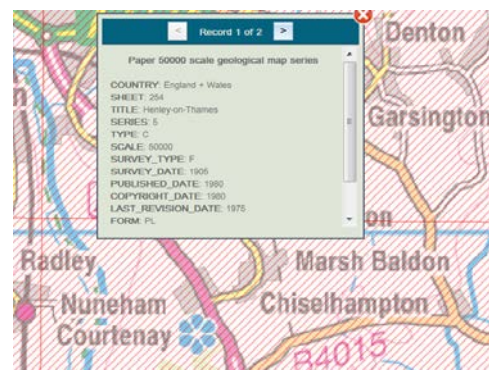 < Record 1 of 2 >
Denton
Paper 50000 scale geological map series
COUNTRY: England + Wales
SHEET: 254
TITLE: Henley-on-Thames
Garsington
SERIES: 5
TYPE: C
SCALE: 50000
SURVEY_TYPE: F
SURVEY_DATE: 1905
PUBLISHED_DATE: 1980
COPYRIGHT_DATE: 1980
LAST_REVISION_DATE: 1975
FORM: PL
on
Radley
Marsh Baldon
Nuneham
Courtenay
Chiselhampton
B4015